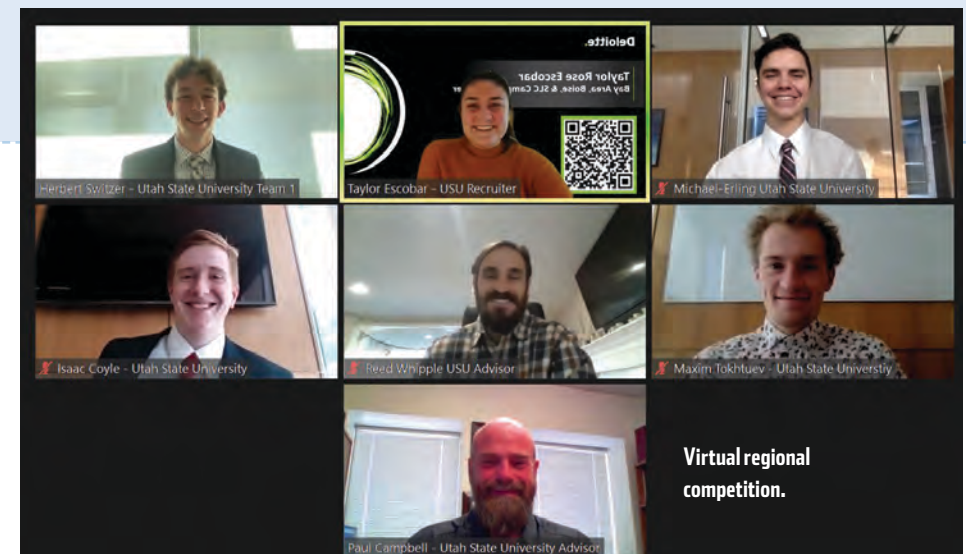 Deloitte.
Taylor Rose Escobar
Bay Area, Boise, & SLC Camp er
Herbert Switzer - Utah State University Team 1
Taylor Escobar - USU Recruiter
Michael-Erling Utah State University
Isaac Coyle - Utah State University
Reed Whipple USU Advisor
Maxim Tokhtuev - Utah State Universtiy
Virtual regional
competition.
Paul Campbell - Utah State University Advisor